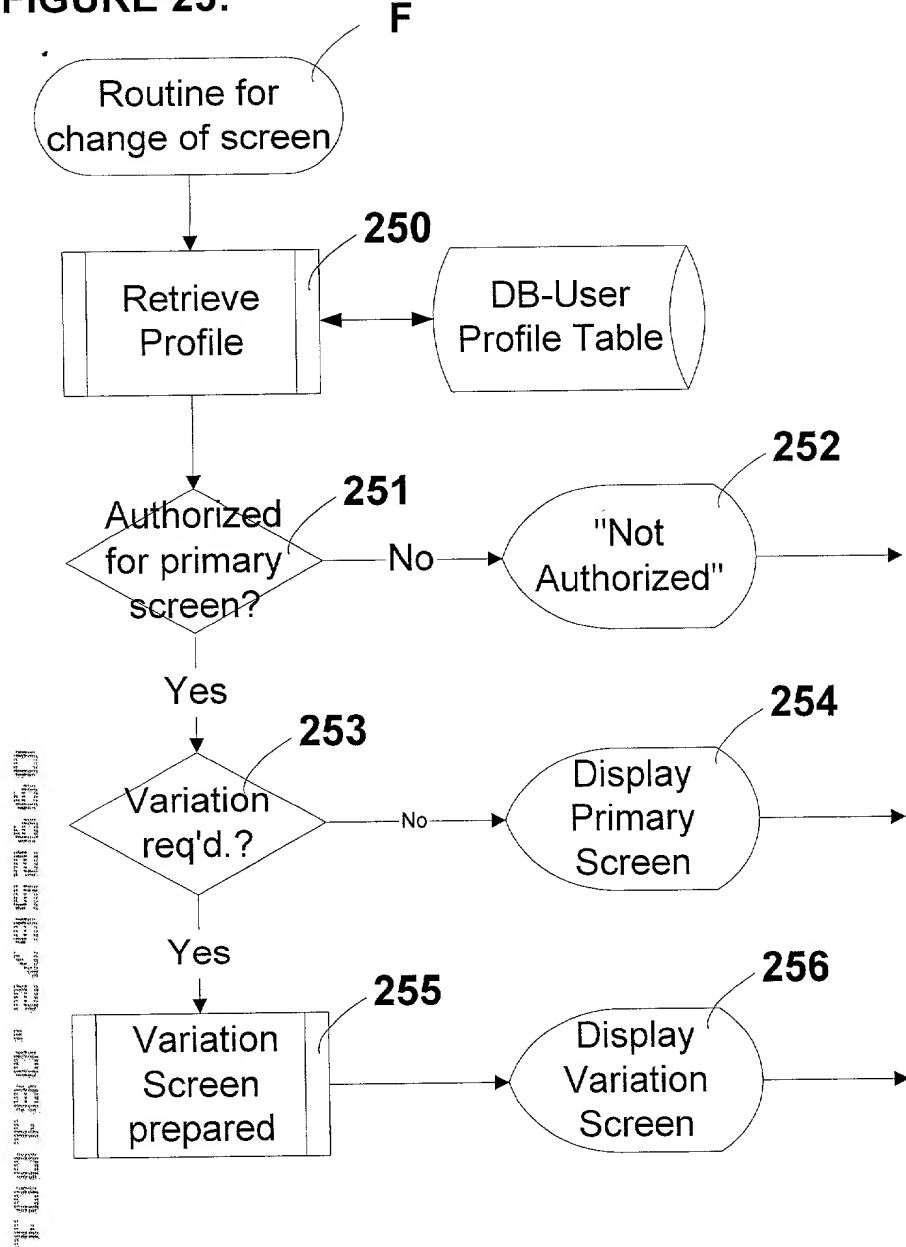 FIGURE 25:
F
Routine for
change of screen
250
Retrieve
Profile
DB-User
Profile Table
251
Authorized
for primary
screen?
No
252
"Not
Authorized"
Yes
253
Variation
req'd.?
No
254
Display
Primary
Screen
Yes
255
Variation
Screen
prepared
256
Display
Variation
Screen